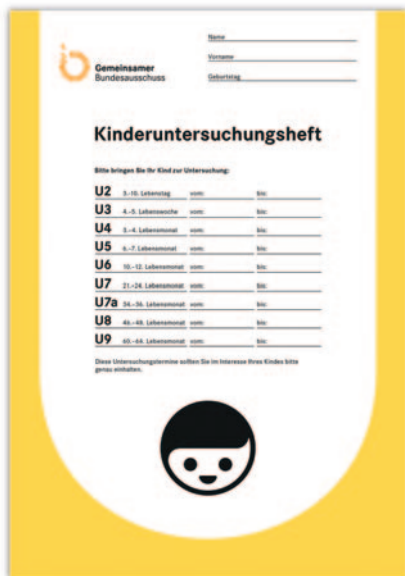 Gemeinsamer
Bundesausschuss
Name
Vorname
Geburtstag
Kinderuntersuchungsheft
Bitte bringen Sie Ihr Kind zur Untersuchung:
U2 3.–10. Lebenstag vom: bis:
U3 4.–5. Lebenswoche vom: bis:
U4 3.–4. Lebensmonat vom: bis:
U5 6.–7. Lebensmonat vom: bis:
U6 10.–12. Lebensmonat vom: bis:
U7 21.–24. Lebensmonat vom: bis:
U7a 34.–36. Lebensmonat vom: bis:
U8 46.–48. Lebensmonat vom: bis:
U9 60.–64. Lebensmonat vom: bis:
Diese Untersuchungstermine sollten Sie im Interesse Ihres Kindes bitte
genau einhalten.